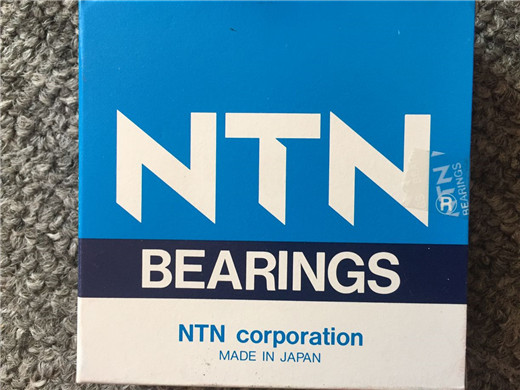 NTN
BEARINGS
NTN corporation
MADE IN JAPAN
NTN
®
BEARINGS